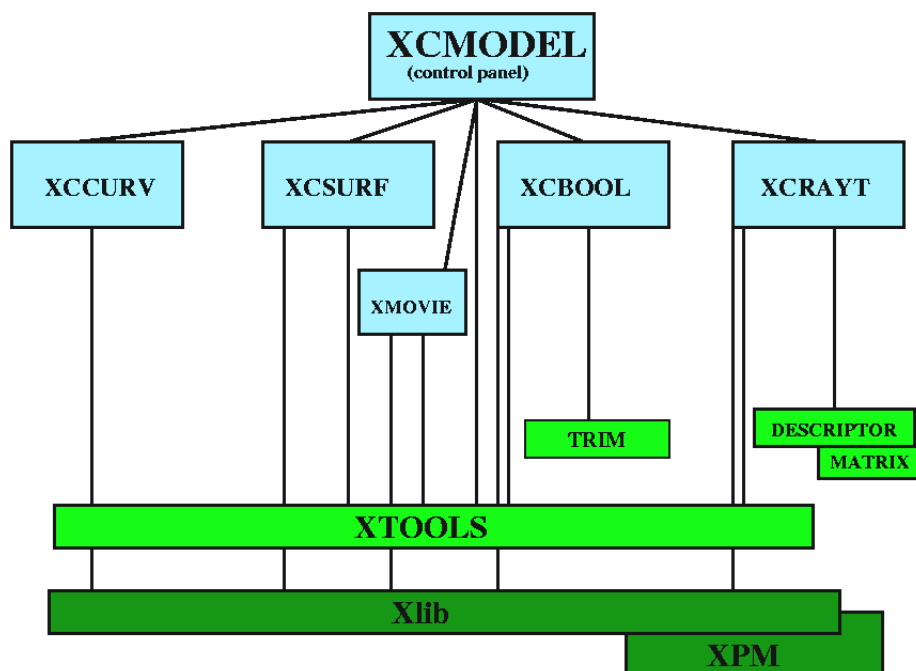 XCMODEL
(control panel)
XCCURV
XCSURF
XCBOOL
XCRAYT
XMOVIE
TRIM
DESCRIPTOR
MATRIX
XTOOLS
Xlib
XPM